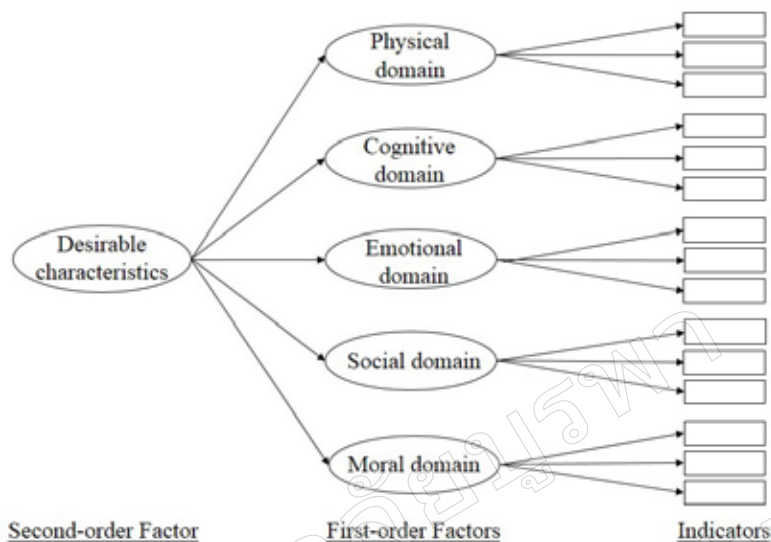 Physical
domain
Cognitive
domain
Desirable
characteristics
Emotional
domain
Social domain
Moral domain
Second-order Factor
First-order Factors
Indicators